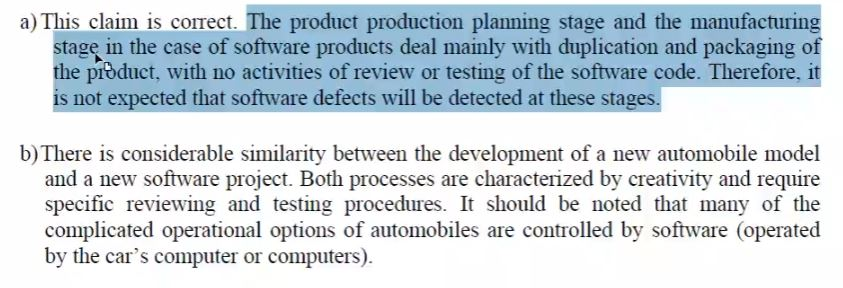 a) This claim is correct. The product production planning stage and the manufacturing
stage in the case of software products deal mainly with duplication and packaging of
the product, with no activities of review or testing of the software code. Therefore, it
is not expected that software defects will be detected at these stages.
b) There is considerable similarity between the development of a new automobile model
and a new software project. Both processes are characterized by creativity and require
specific reviewing and testing procedures. It should be noted that many of the
complicated operational options of automobiles are controlled by software (operated
by the car's computer or computers).